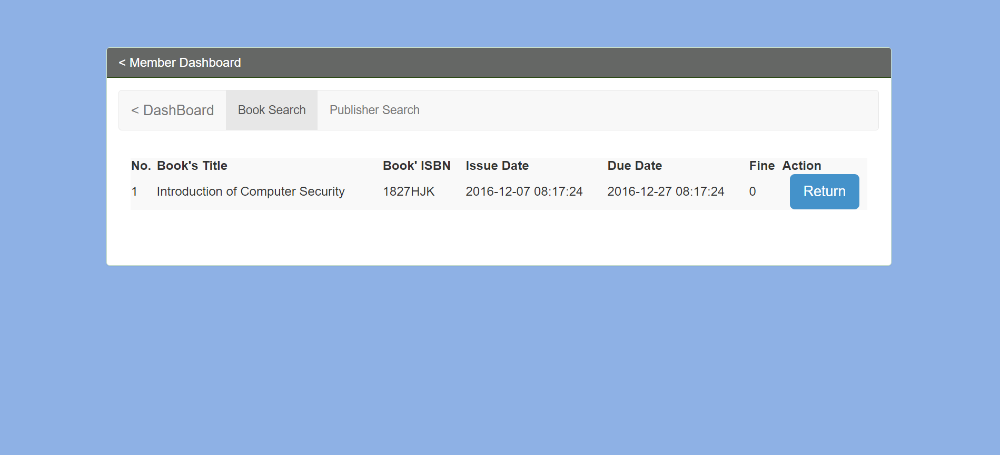 < Member Dashboard
< DashBoard Book Search Publisher Search
No. Book's Title Book' ISBN Issue Date Due Date Fine Action
1 Introduction of Computer Security 1827HJK 2016-12-07 08:17:24 2016-12-27 08:17:24 0 Return